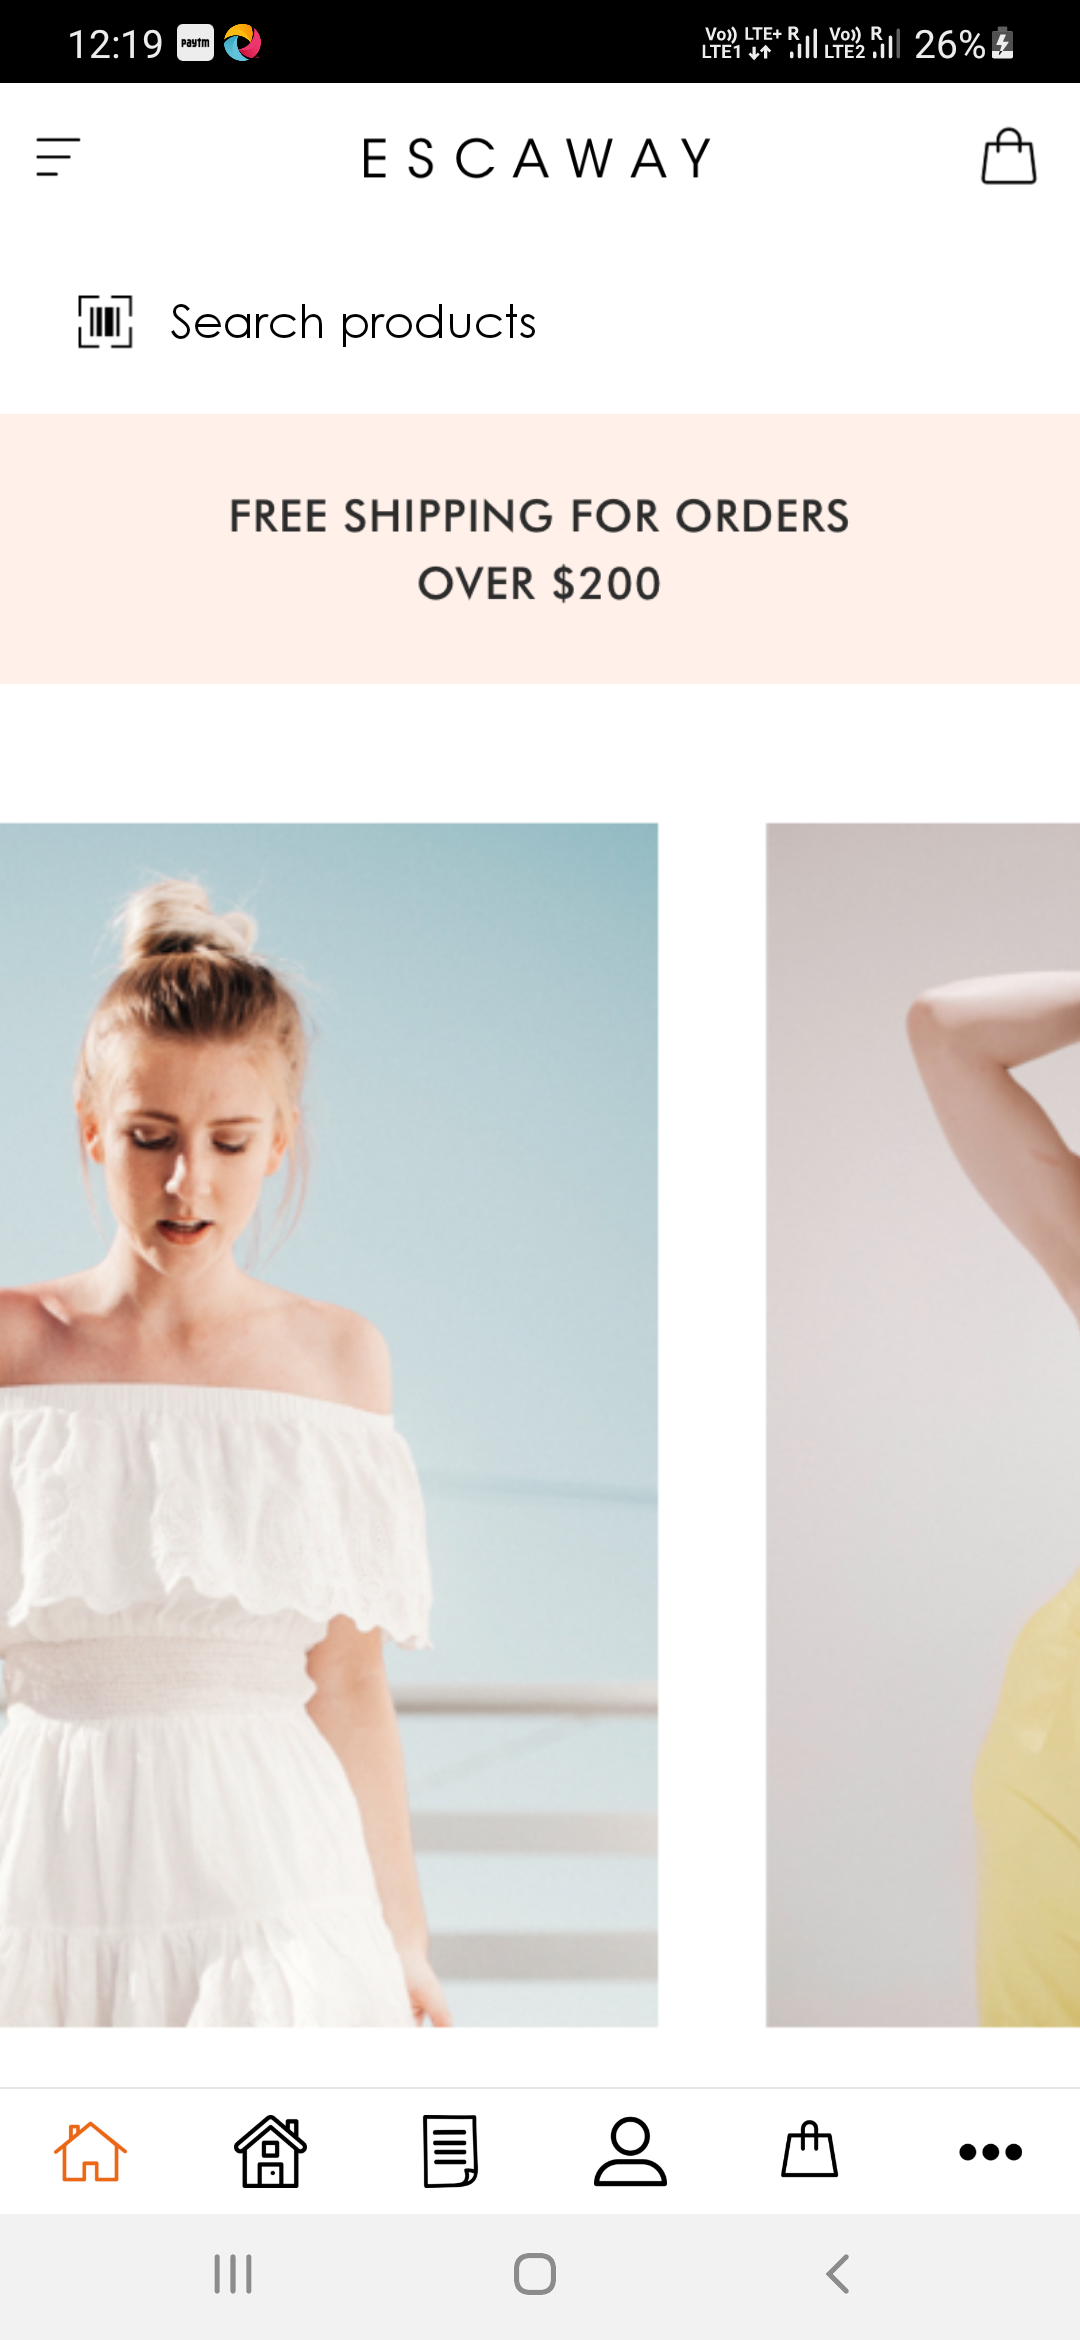 12:19 paytm Vo)) LTE+ R Vo)) R 26%
LTE1 LTE2
ESCAWAY
Search products
FREE SHIPPING FOR ORDERS
OVER $200